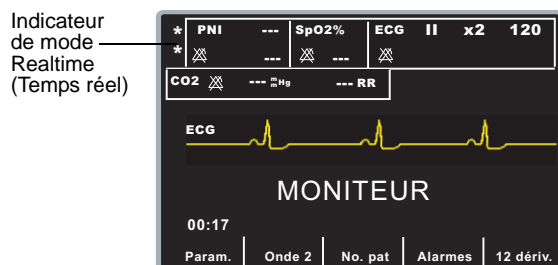 Indicateur
de mode
Realtime
(Temps réel)
* PNI --- SpO2% ECG II x2 120
* --- ---
CO2 --- mmHg --- RR
ECG
MONITEUR
00:17
Param. Onde 2 No. pat Alarmes 12 dériv.